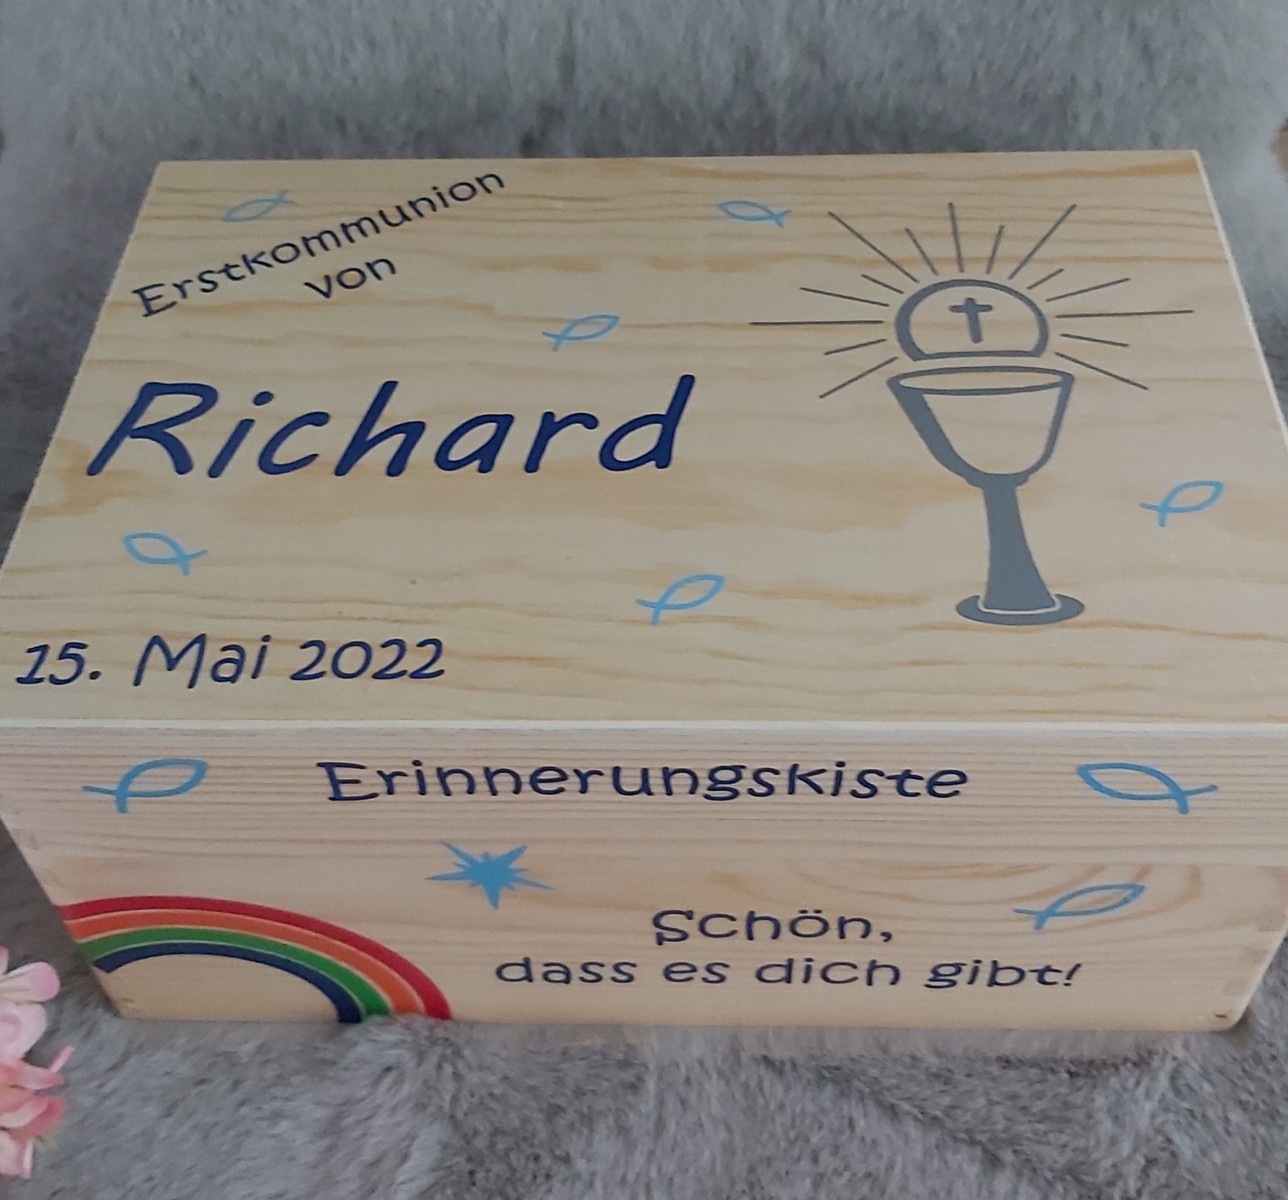 Erstkommunion
von
Richard
15. Mai 2022
Erinnerungskiste
Schön,
dass es dich gibt!